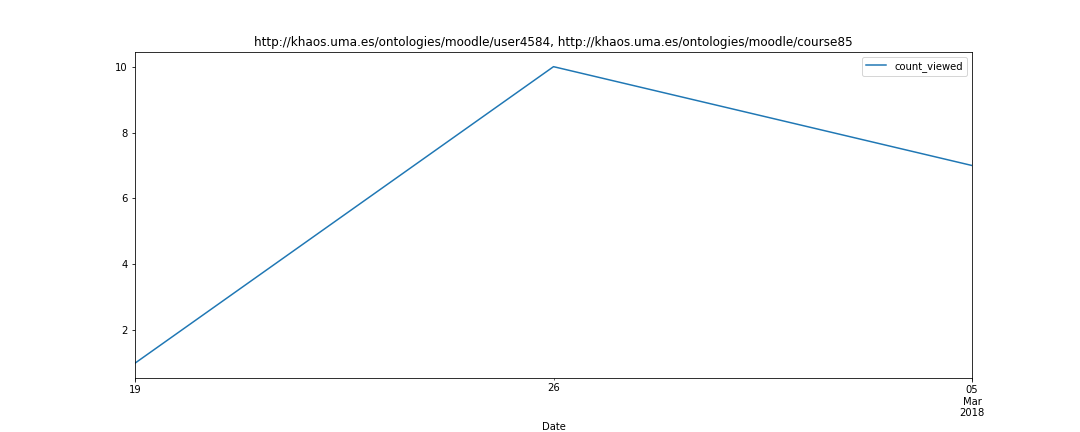 http://khaos.uma.es/ontologies/moodle/user4584, http://khaos.uma.es/ontologies/moodle/course85
count_viewed
10
8
6
4
2
19
26
05
Mar
2018
Date